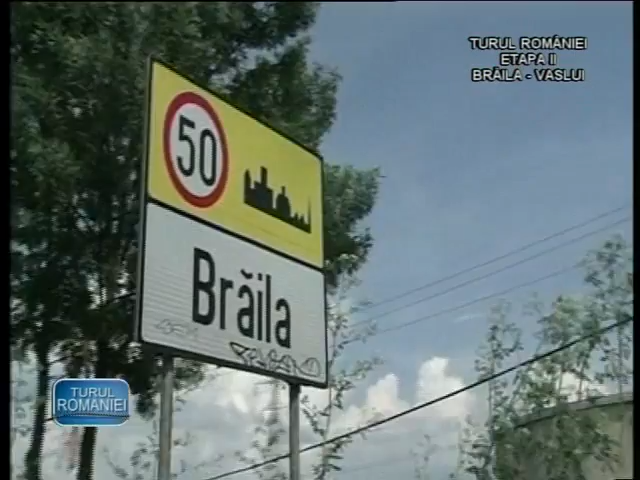 TURUL ROMÂNIEI
ETAPA II
BRĂILA - VASLUI
50
Brăila
TURUL
ROMÂNIEI